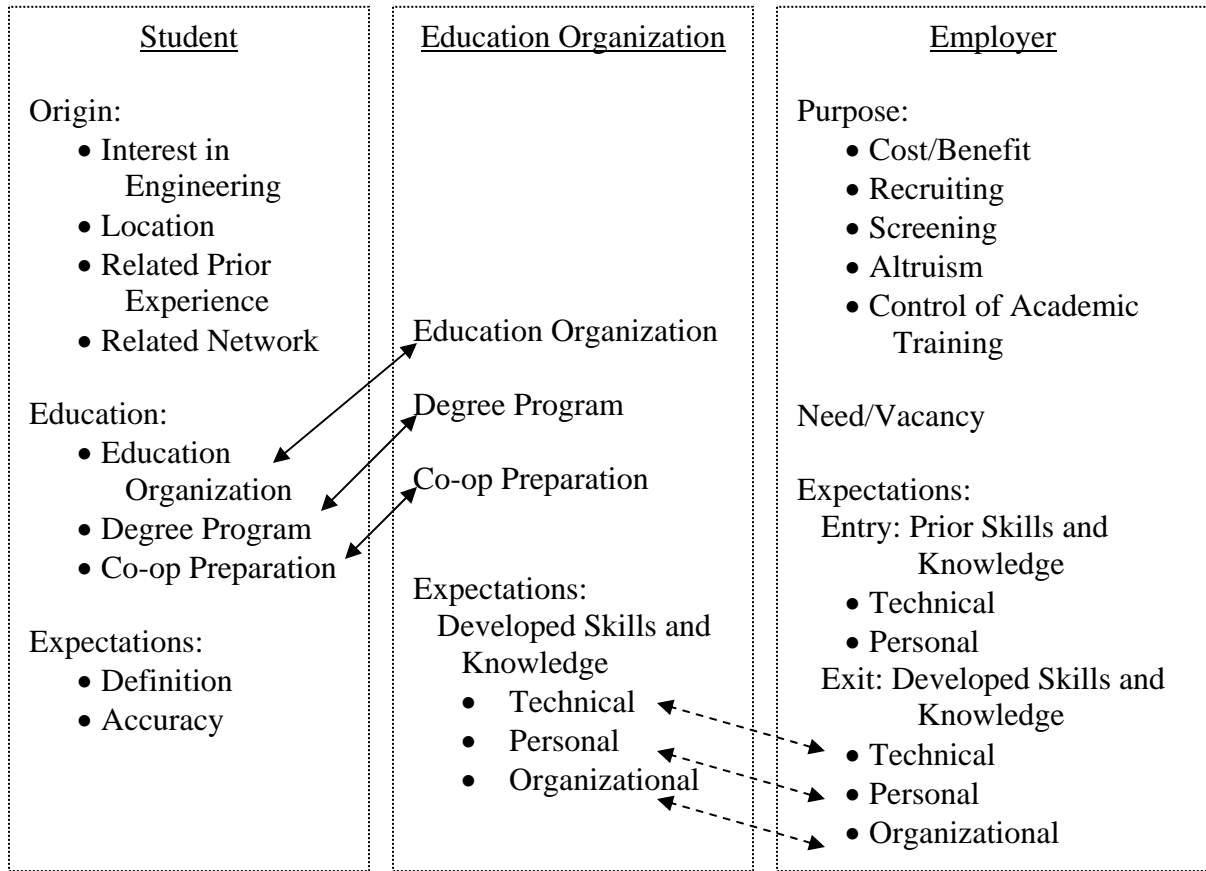 Student
Origin:
• Interest in
Engineering
• Location
• Related Prior
Experience
• Related Network
Education:
• Education
Organization
• Degree Program
• Co-op Preparation
Expectations:
• Definition
• Accuracy
Education Organization
Education Organization
Degree Program
Co-op Preparation
Expectations:
Developed Skills and
Knowledge
• Technical
• Personal
• Organizational
Employer
Purpose:
• Cost/Benefit
• Recruiting
• Screening
• Altruism
• Control of Academic
Training
Need/Vacancy
Expectations:
Entry: Prior Skills and
Knowledge
• Technical
• Personal
Exit: Developed Skills and
Knowledge
• Technical
• Personal
• Organizational